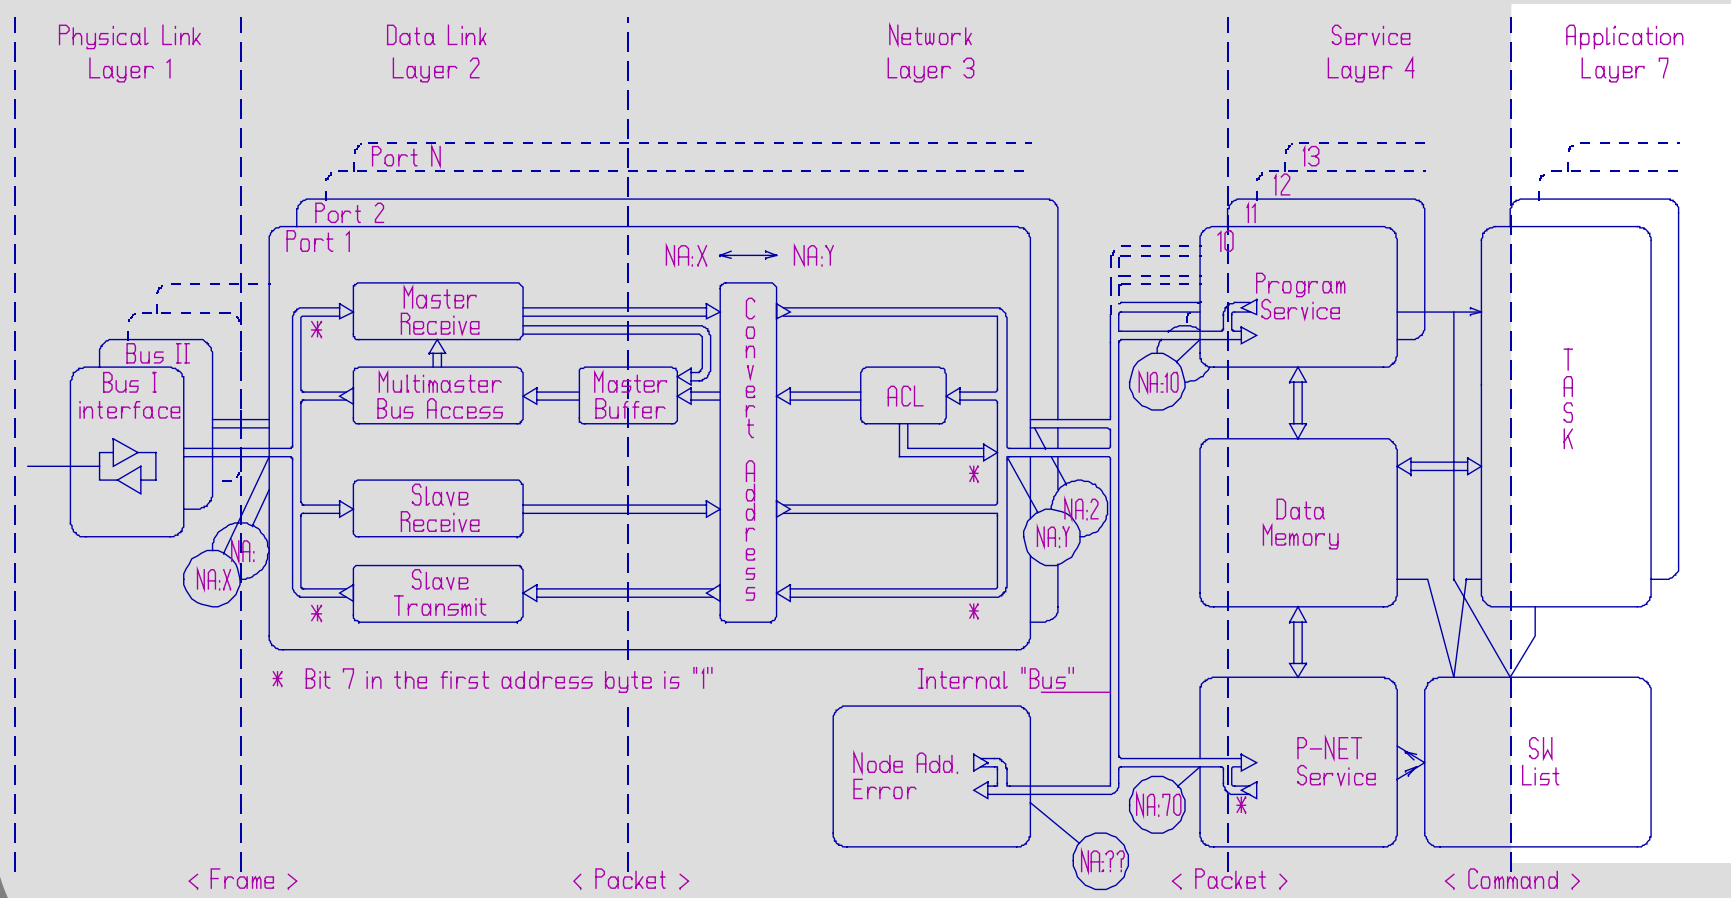 Physical Link
Layer 1
Data Link
Layer 2
Network
Layer 3
Service
Layer 4
Application
Layer 7
Port N
Port 2
Port 1
13
12
11
10
NA:X
NA:Y
Bus II
Bus I
interface
Master
Receive
*
Multimaster
Bus Access
Master
Buffer
Convert Address
ACL
*
Slave
Receive
Slave
Transmit
*
*
NA:
NA:X
NA:2
NA:Y
Program
Service
NA:10
TASK
Data
Memory
* Bit 7 in the first address byte is "1"
Internal "Bus"
Node Add.
Error
NA:??
P-NET
Service
NA:70
*
SW
List
< Frame >
< Packet >
< Packet >
< Command >